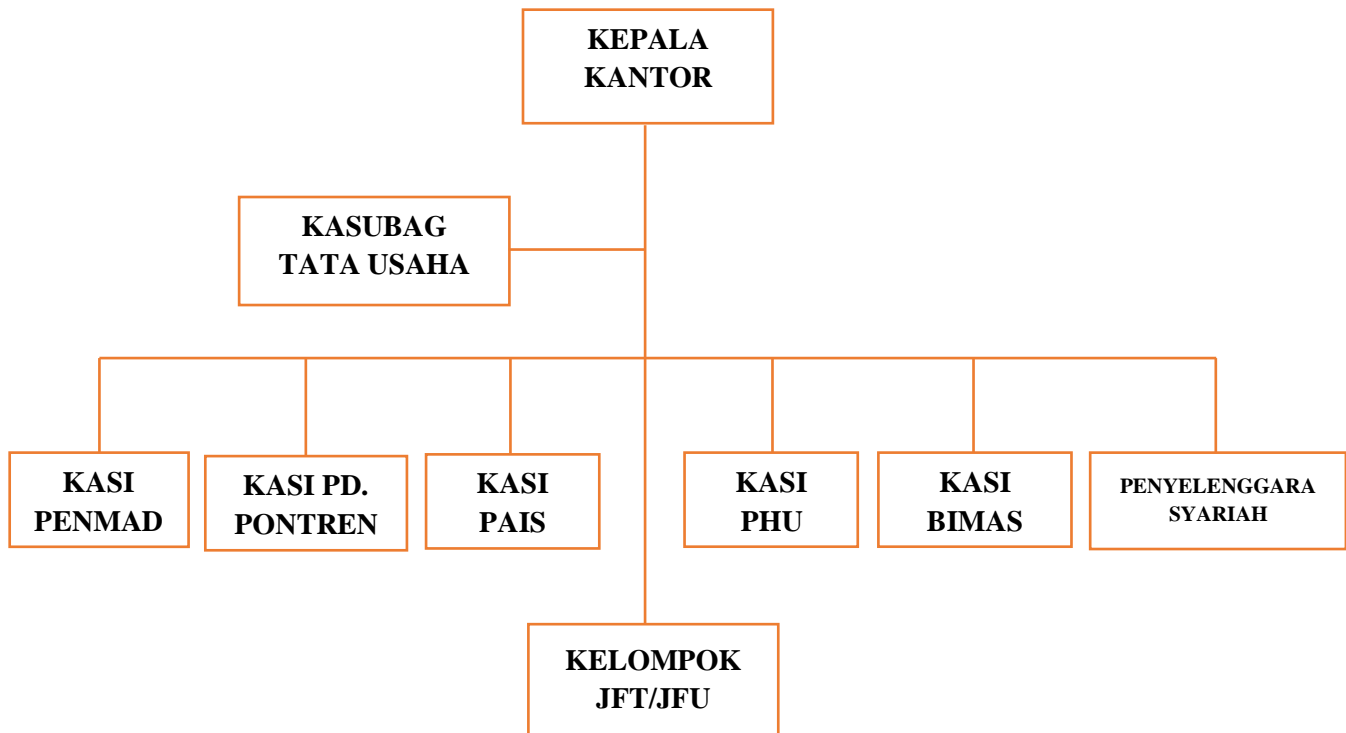 KEPALA
KANTOR
KASUBAG
TATA USAHA
KASI
PENMAD
KASI PD.
PONTREN
KASI
PAIS
KASI
PHU
KASI
BIMAS
PENYELENGGARA
SYARIAH
KELOMPOK
JFT/JFU